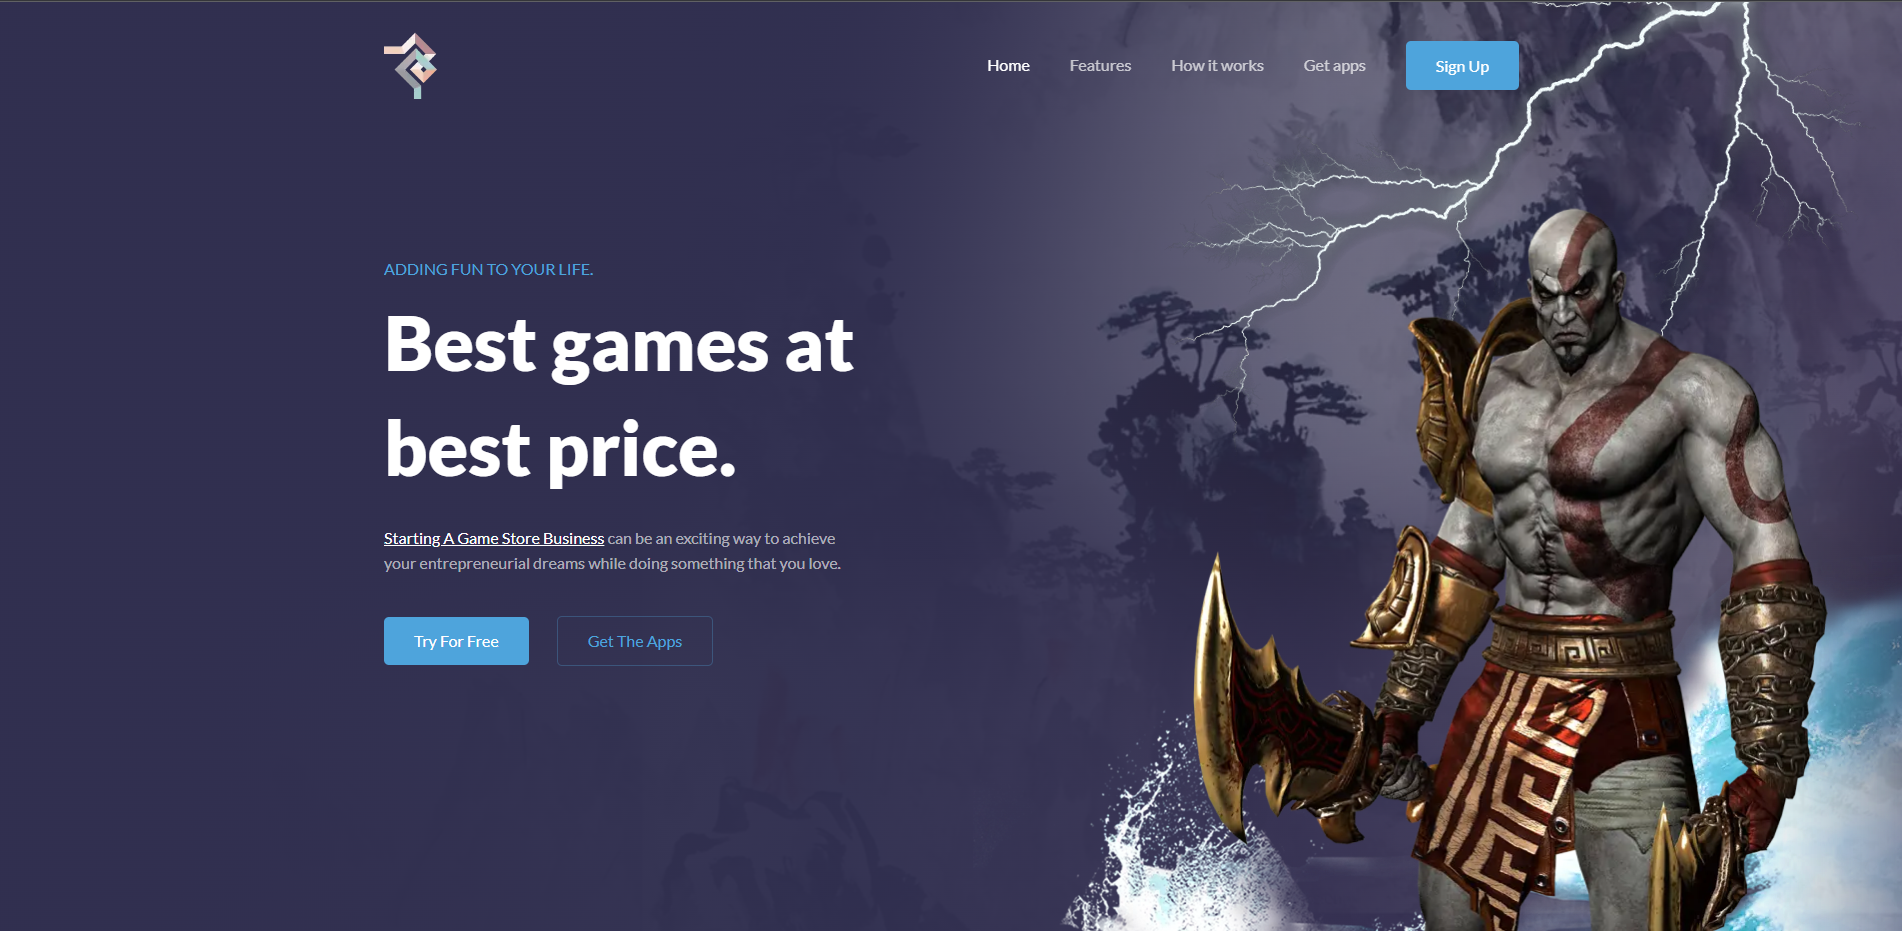 Home Features How it works Get apps Sign Up
ADDING FUN TO YOUR LIFE.
Best games at
best price.
Starting A Game Store Business can be an exciting way to achieve
your entrepreneurial dreams while doing something that you love.
Try For Free Get The Apps